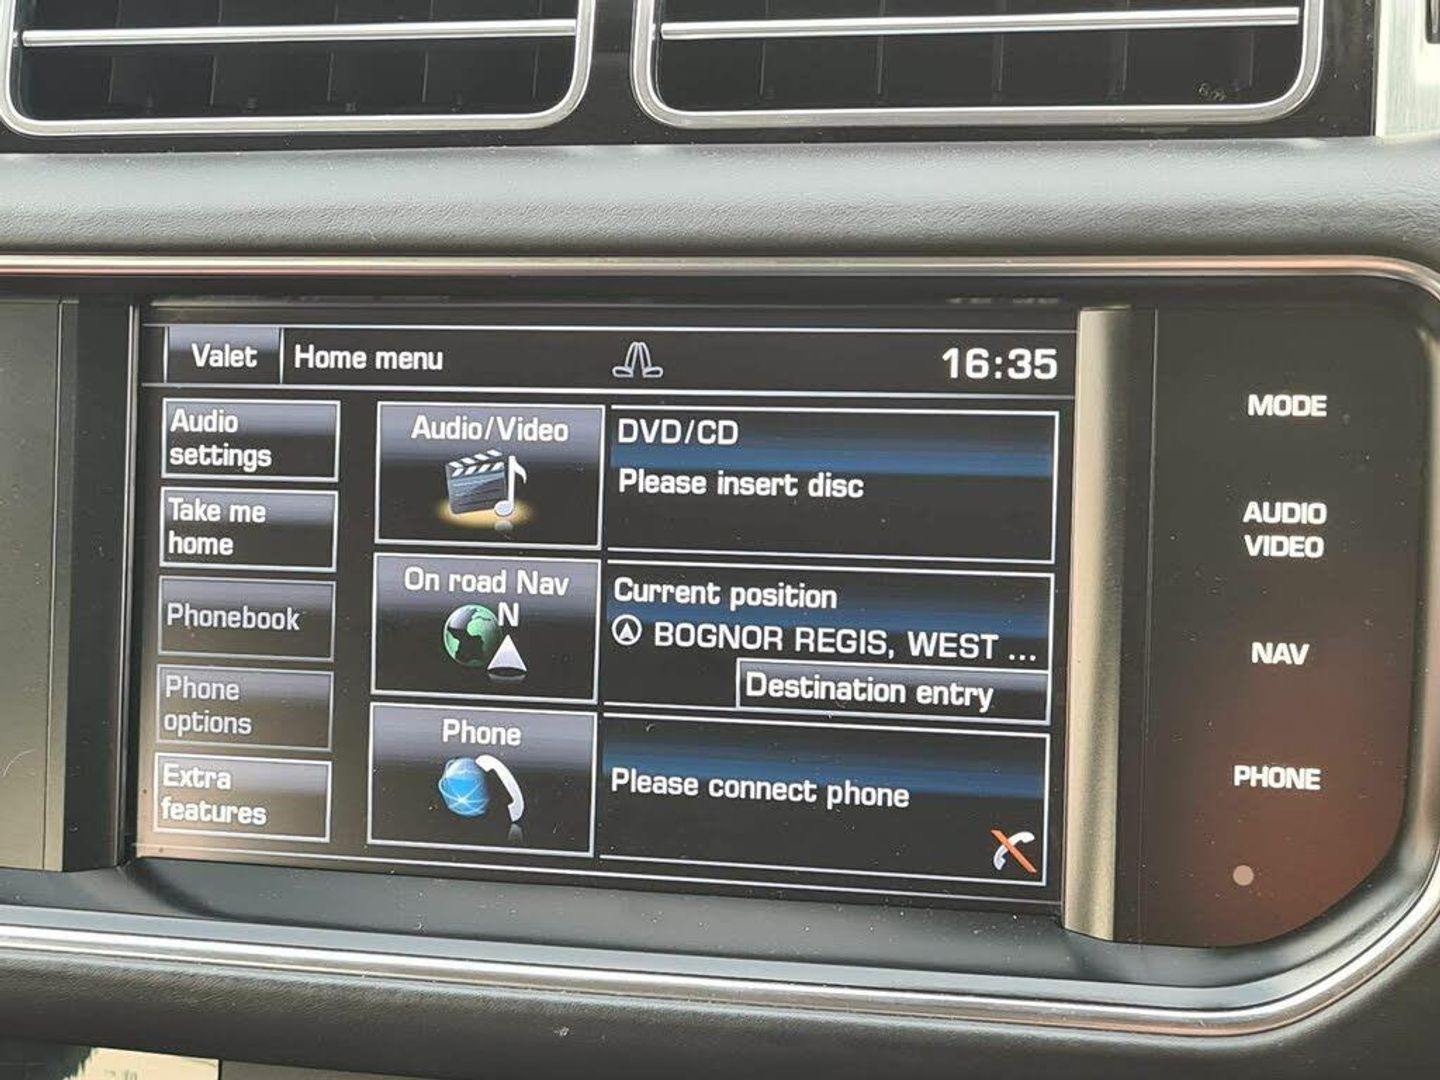 Valet
Home menu
16:35
Audio
settings
Take me
home
Phonebook
Phone
options
Extra
features
Audio/Video
On road Nav
N
Phone
DVD/CD
Please insert disc
Current position
BOGNOR REGIS, WEST ...
Destination entry
Please connect phone
MODE
AUDIO
VIDEO
NAV
PHONE